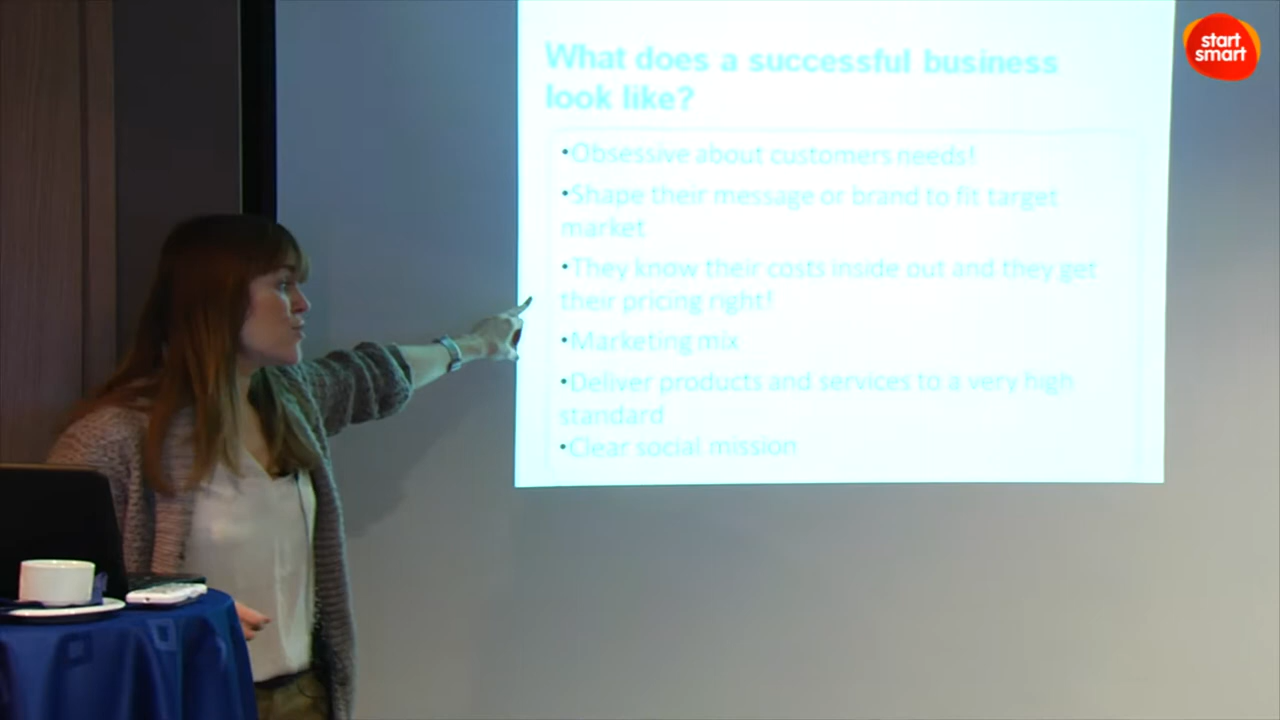 start
smart
What does a successful business
look like?
•Obsessive about customers needs!
•Shape their message or brand to fit target
market
•They know their costs inside out and they get
their pricing right!
•Marketing mix
•Deliver products and services to a very high
standard
•Clear social mission